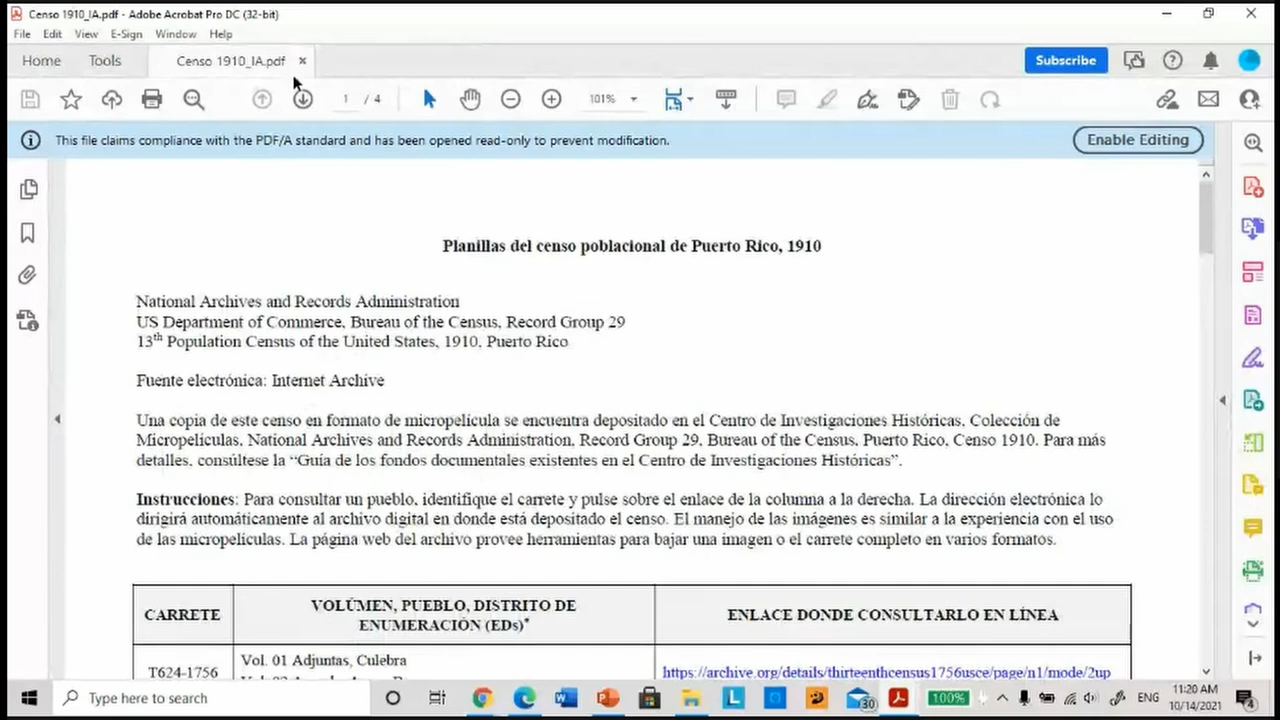 Censo 1910_IA.pdf - Adobe Acrobat Pro DC (32-bit)
File Edit View E-Sign Window Help
Home Tools Censo 1910_IA.pdf × Subscribe
1 / 4 101%
This file claims compliance with the PDF/A standard and has been opened read-only to prevent modification. Enable Editing
Planillas del censo poblacional de Puerto Rico, 1910
National Archives and Records Administration
US Department of Commerce, Bureau of the Census, Record Group 29
13th Population Census of the United States, 1910, Puerto Rico
Fuente electrónica: Internet Archive
Una copia de este censo en formato de micropelícula se encuentra depositado en el Centro de Investigaciones Históricas, Colección de
Micropelículas, National Archives and Records Administration, Record Group 29, Bureau of the Census, Puerto Rico, Censo 1910. Para más
detalles, consúltese la “Guía de los fondos documentales existentes en el Centro de Investigaciones Históricas”.
Instrucciones: Para consultar un pueblo, identifique el carrete y pulse sobre el enlace de la columna a la derecha. La dirección electrónica lo
dirigirá automáticamente al archivo digital en donde está depositado el censo. El manejo de las imágenes es similar a la experiencia con el uso
de las micropelículas. La página web del archivo provee herramientas para bajar una imagen o el carrete completo en varios formatos.
CARRETE
VOLÚMEN, PUEBLO, DISTRITO DE
ENUMERACIÓN (EDs)*
ENLACE DONDE CONSULTARLO EN LÍNEA
T624-1756
Vol. 01 Adjuntas, Culebra
https://archive.org/details/thirteenthcensus1756usce/page/n1/mode/2up
Type here to search
30
100%
ENG
11:20 AM
10/14/2021
4